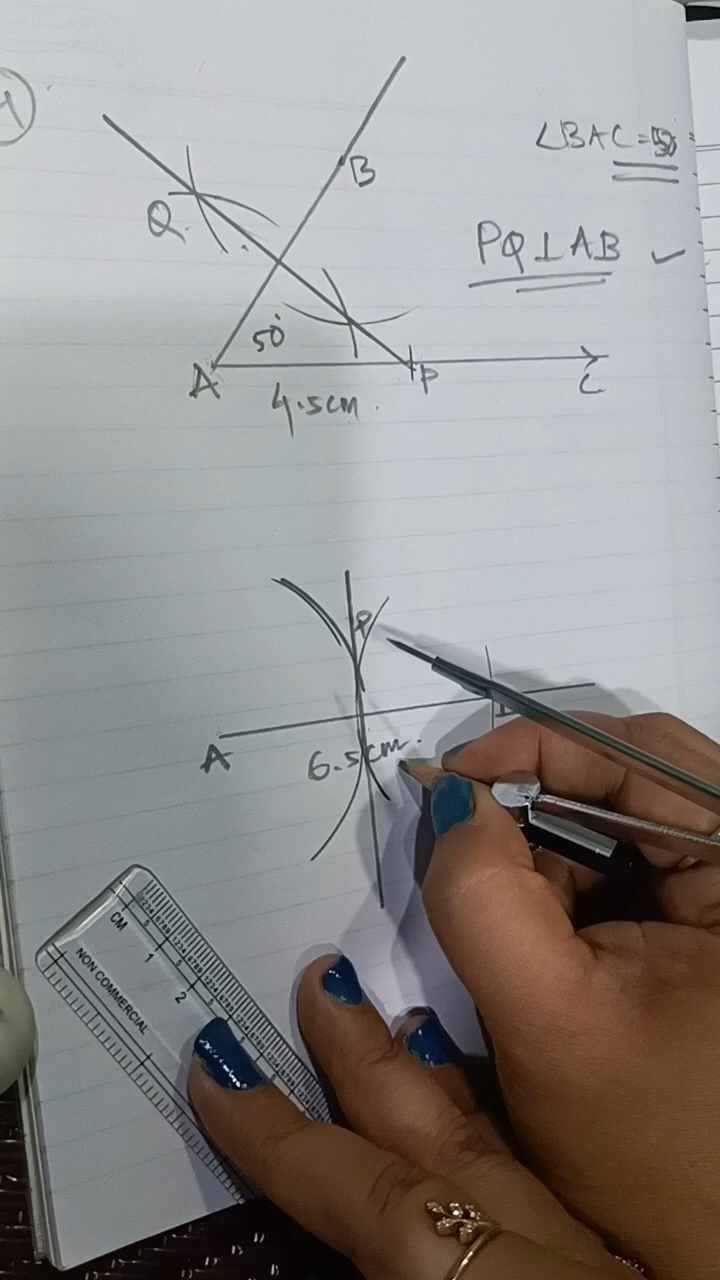 ∠BAC=50°
B
Q.
PQ⊥AB ✓
50°
A
P
C
4.5cm.
P
A
6.5cm.
CM
1
2
NON COMMERCIAL